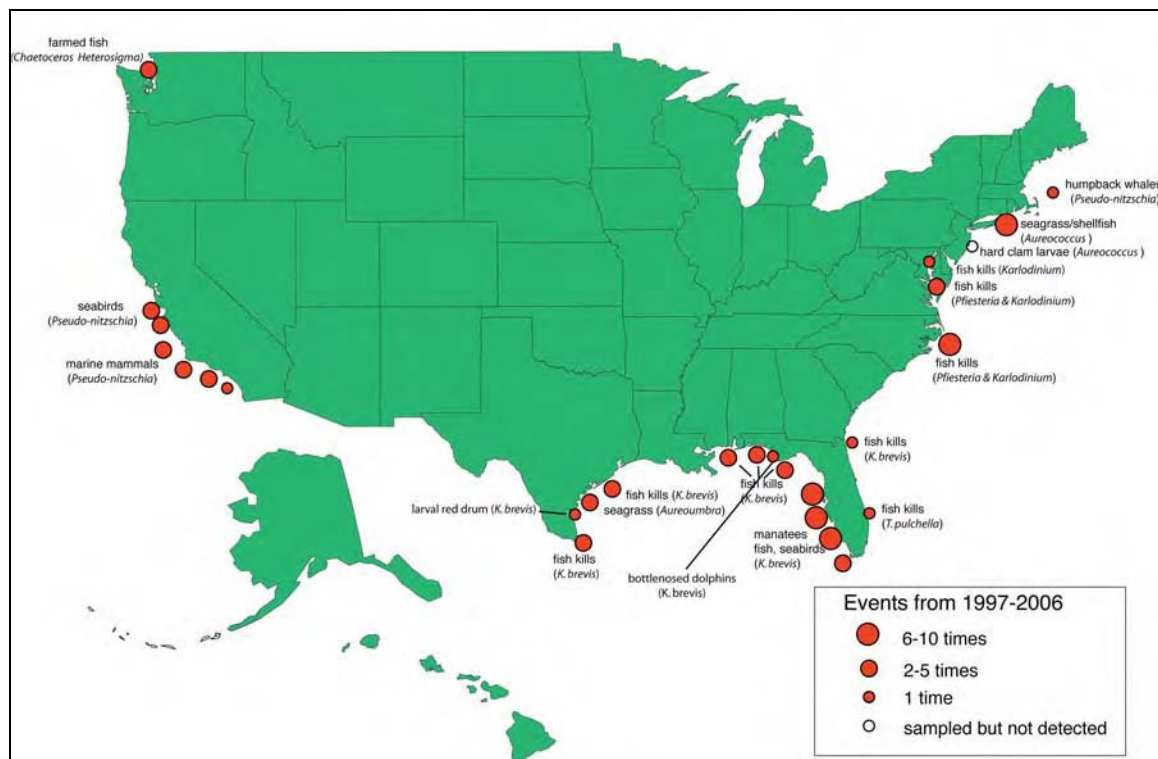 farmed fish
(Chaetoceros Heterosigma)
humpback whales
(Pseudo-nitzschia)
seagrass/shellfish
(Aureococcus )
hard clam larvae (Aureococcus )
fish kills (Karlodinium)
fish kills
(Pfiesteria & Karlodinium)
seabirds
(Pseudo-nitzschia)
marine mammals
(Pseudo-nitzschia)
fish kills
(Pfiesteria & Karlodinium)
fish kills
(K. brevis)
fish kills
(K. brevis)
fish kills (K. brevis)
larval red drum (K. brevis)
seagrass (Aureoumbra)
fish kills
(T. pulchella)
manatees
fish, seabirds
(K. brevis)
fish kills
(K. brevis)
bottlenosed dolphins
(K. brevis)
Events from 1997-2006
6-10 times
2-5 times
1 time
sampled but not detected